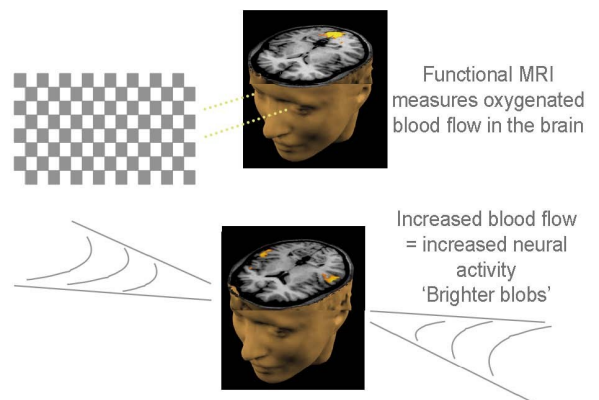 Functional MRI
measures oxygenated
blood flow in the brain
Increased blood flow
= increased neural
activity
‘Brighter blobs’